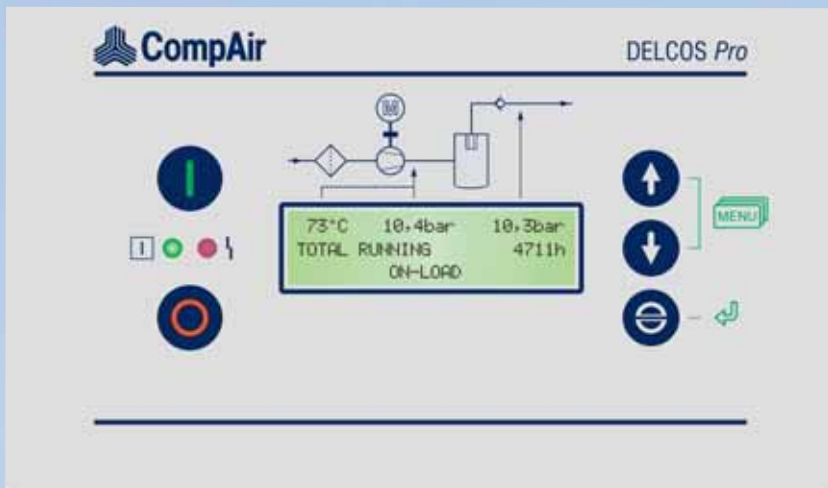 CompAir
DELCOS Pro
M
73°C 10,4bar 10,3bar
TOTAL RUNNING 4711h
ON-LOAD
MENU
I